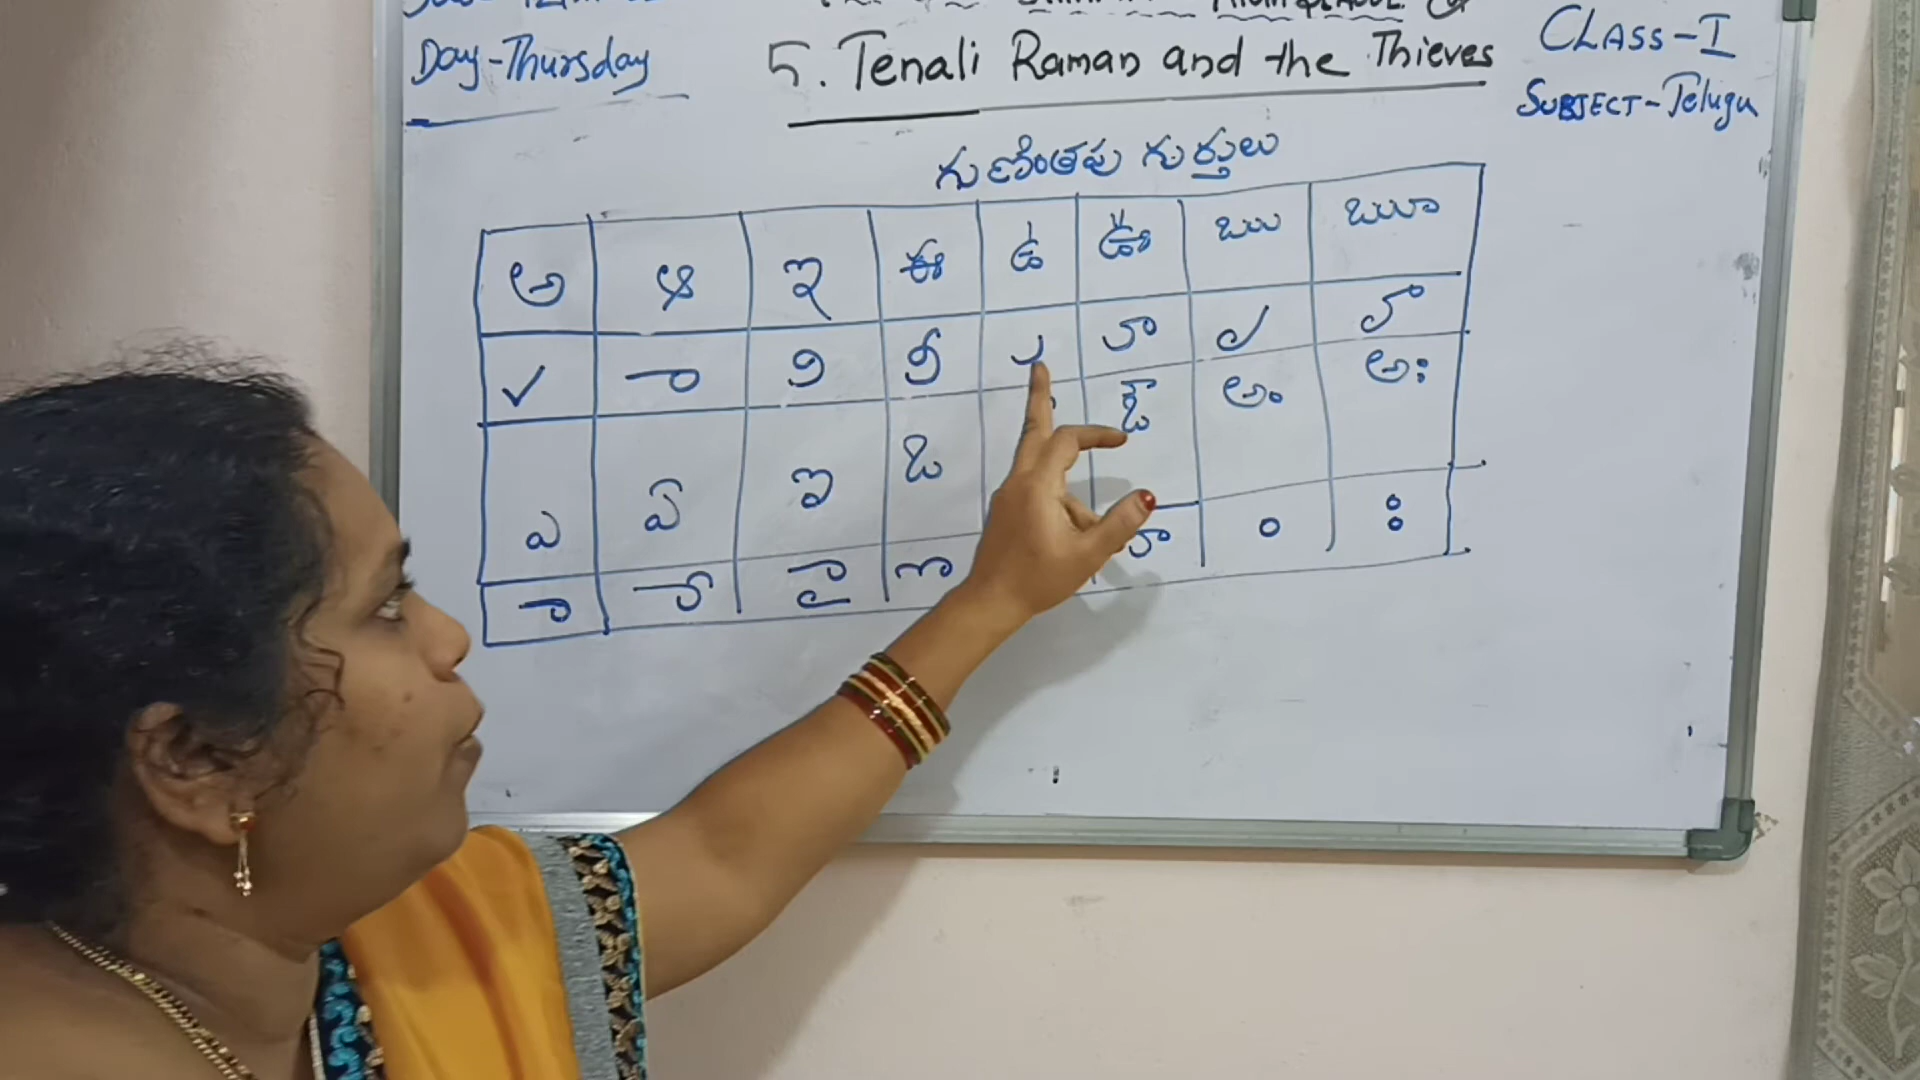 Day-Thursday
5. Tenali Raman and the Thieves
CLASS-I
SUBJECT-Telugu
గుణింతపు గుర్తులు
అ ఆ ఇ ఈ ఉ ఊ ఋ ౠ
✓ ా ి ీ ు ూ ృ ౄ
ఎ ఏ ఐ ఒ ఔ అం అః
ె ే ై ొ ౌ ం ః